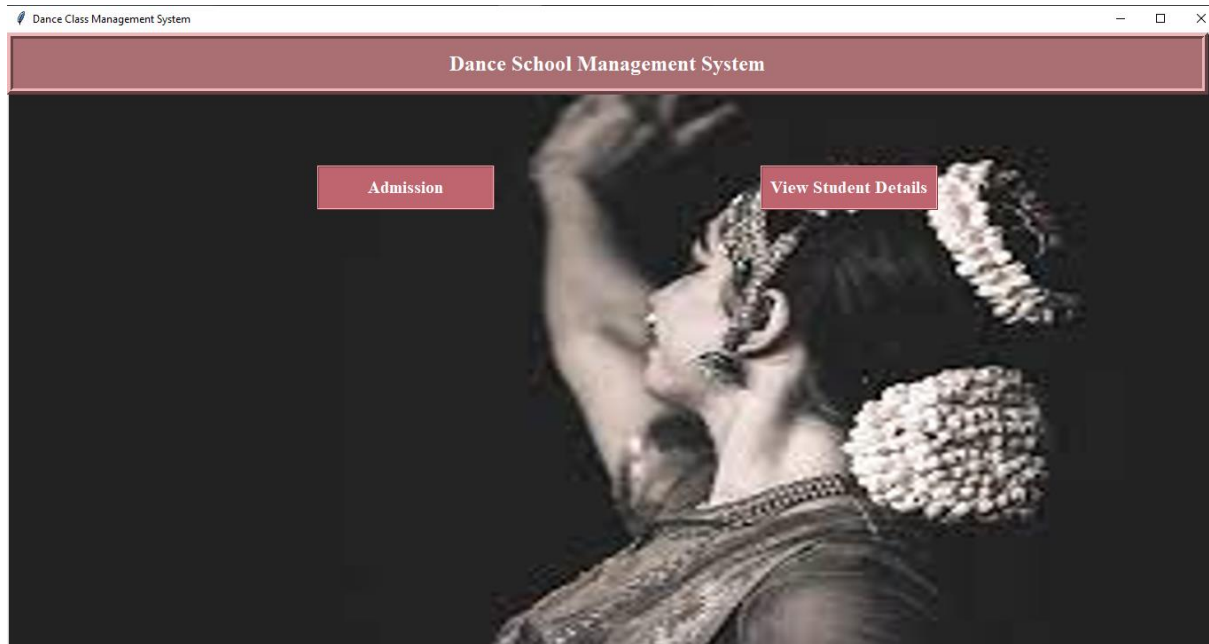 Dance Class Management System
Dance School Management System
Admission
View Student Details